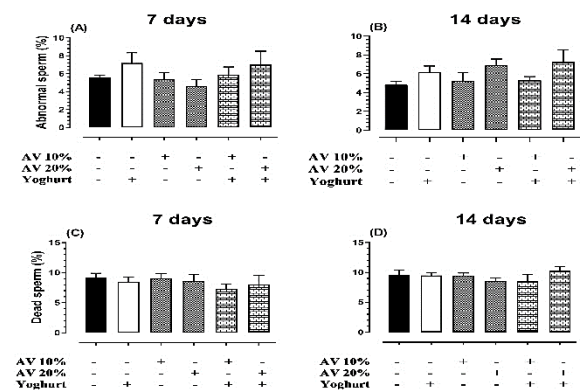 (A)
7 days
Abnormal sperm (%)
10
8
6
4
2
0
AV 10% - - + - + -
AV 20% - - - + - +
Yoghurt - + - - + +
(B)
14 days
10
8
6
4
2
0
AV 10% - - + - + -
AV 20% - - - + - +
Yoghurt - + - - + +
(C)
7 days
Dead sperm (%)
15
10
5
0
AV 10% - - + - + -
AV 20% - - - + - +
Yoghurt - + - - + +
(D)
14 days
15
10
5
0
AV 10% - - + - + -
AV 20% - - - + - +
Yoghurt - + - - + +